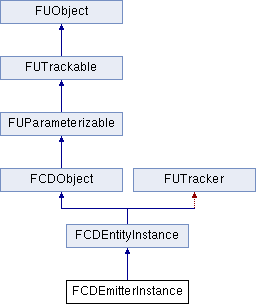 FUObject
FUTrackable
FUParameterizable
FCDObject
FUTracker
FCDEntityInstance
FCDEmitterInstance